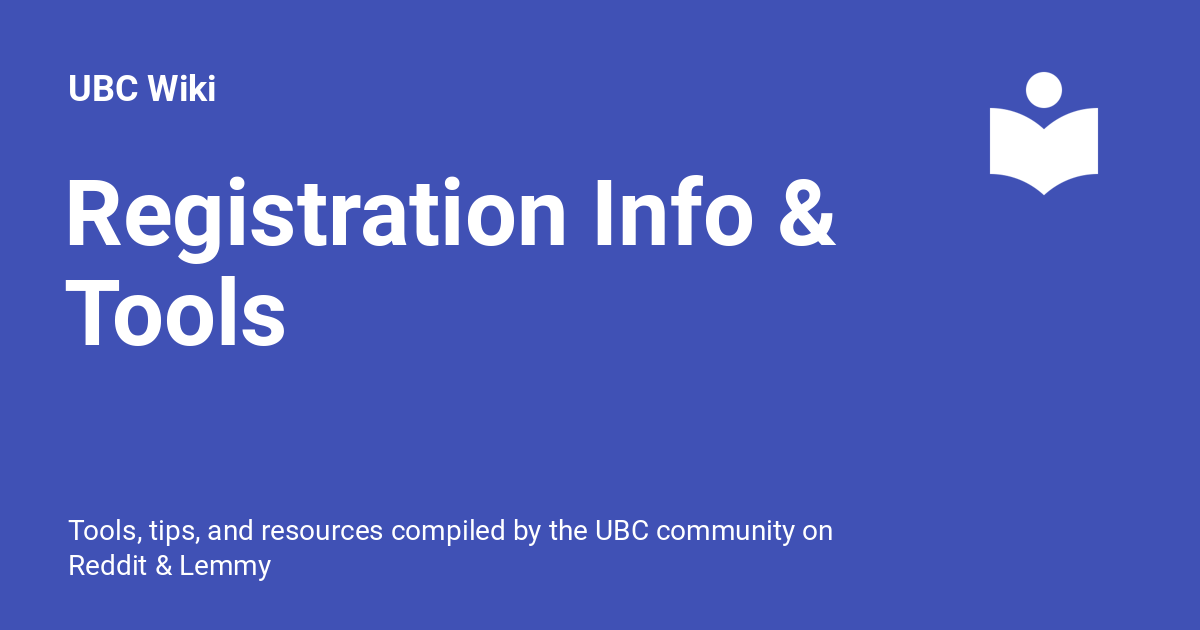 UBC Wiki
Registration Info &
Tools
Tools, tips, and resources compiled by the UBC community on
Reddit & Lemmy